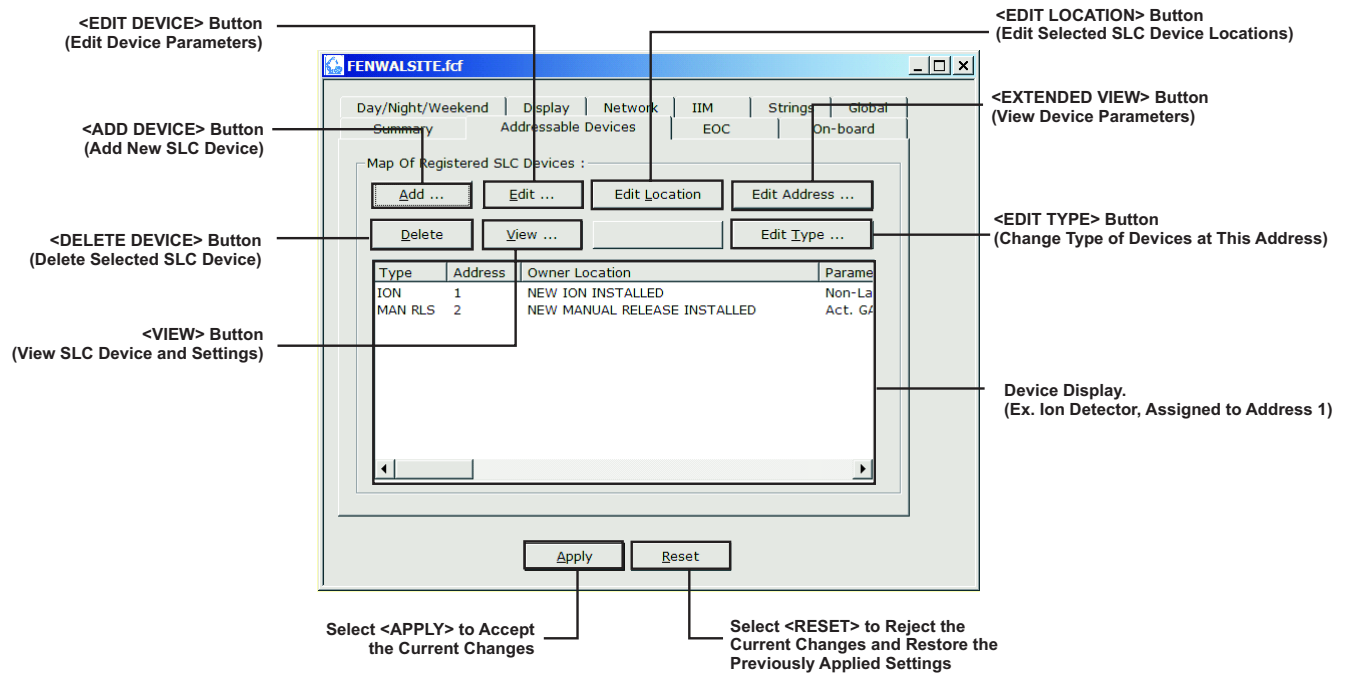 <EDIT DEVICE> Button
(Edit Device Parameters)
<EDIT LOCATION> Button
(Edit Selected SLC Device Locations)
FENWALSITE.fcf
<ADD DEVICE> Button
(Add New SLC Device)
<EXTENDED VIEW> Button
(View Device Parameters)
Day/Night/Weekend Display Network IIM Strings Global
Summary Addressable Devices EOC On-board
Map Of Registered SLC Devices :
Add ... Edit ... Edit Location Edit Address ...
<DELETE DEVICE> Button
(Delete Selected SLC Device)
<EDIT TYPE> Button
(Change Type of Devices at This Address)
Delete View ... Edit Type ...
Type Address Owner Location Parame
ION 1 NEW ION INSTALLED Non-La
MAN RLS 2 NEW MANUAL RELEASE INSTALLED Act. GA
<VIEW> Button
(View SLC Device and Settings)
Device Display.
(Ex. Ion Detector, Assigned to Address 1)
Apply Reset
Select <APPLY> to Accept
the Current Changes
Select <RESET> to Reject the
Current Changes and Restore the
Previously Applied Settings